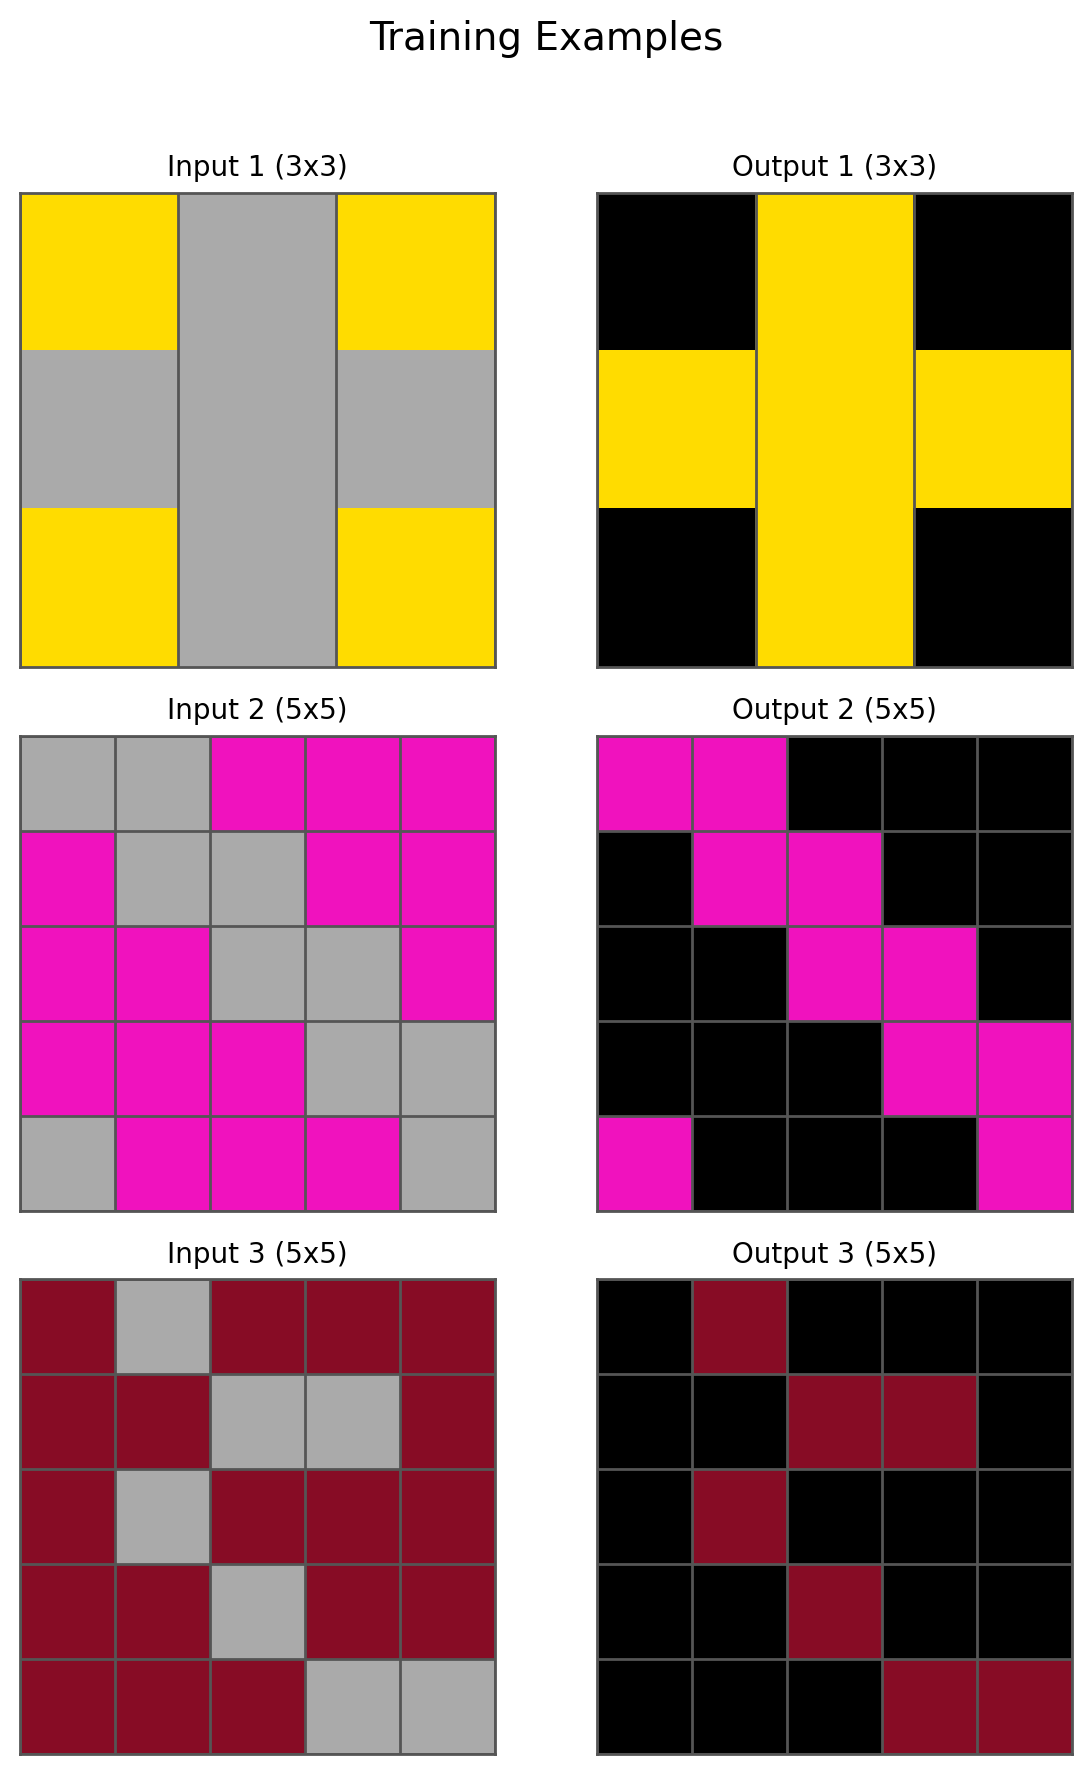 Training Examples
Input 1 (3x3)
Output 1 (3x3)
Input 2 (5x5)
Output 2 (5x5)
Input 3 (5x5)
Output 3 (5x5)